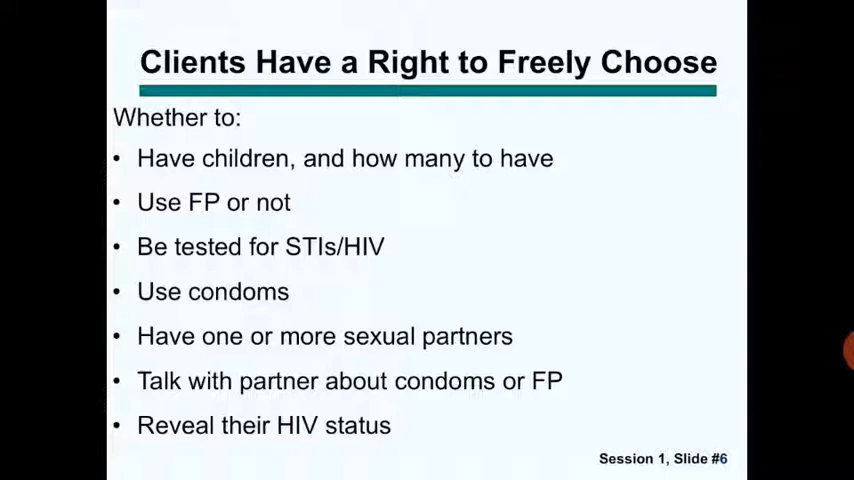 Clients Have a Right to Freely Choose
Whether to:
• Have children, and how many to have
• Use FP or not
• Be tested for STIs/HIV
• Use condoms
• Have one or more sexual partners
• Talk with partner about condoms or FP
• Reveal their HIV status
Session 1, Slide #6